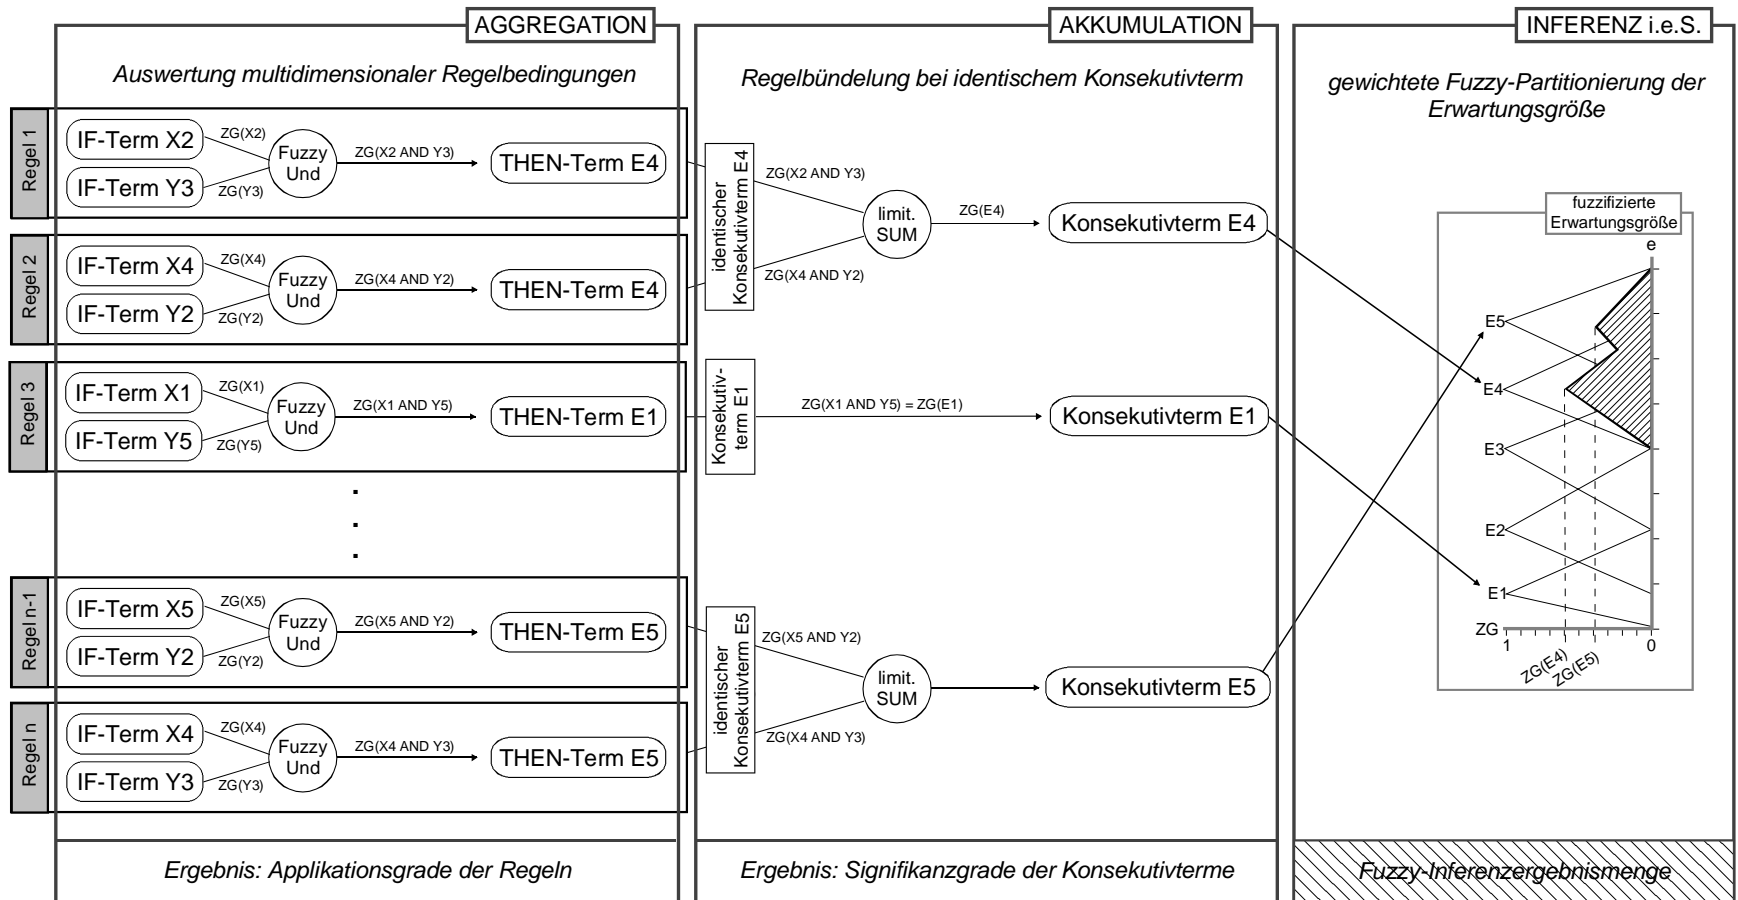 AGGREGATION
Auswertung multidimensionaler Regelbedingungen
Regel 1
IF-Term X2
ZG(X2)
IF-Term Y3
ZG(Y3)
Fuzzy
Und
ZG(X2 AND Y3)
THEN-Term E4
Regel 2
IF-Term X4
ZG(X4)
IF-Term Y2
ZG(Y2)
Fuzzy
Und
ZG(X4 AND Y2)
THEN-Term E4
Regel 3
IF-Term X1
ZG(X1)
IF-Term Y5
ZG(Y5)
Fuzzy
Und
ZG(X1 AND Y5)
THEN-Term E1
.
.
.
Regel n-1
IF-Term X5
ZG(X5)
IF-Term Y2
ZG(Y2)
Fuzzy
Und
ZG(X5 AND Y2)
THEN-Term E5
Regel n
IF-Term X4
ZG(X4)
IF-Term Y3
ZG(Y3)
Fuzzy
Und
ZG(X4 AND Y3)
THEN-Term E5
Ergebnis: Applikationsgrade der Regeln
AKKUMULATION
Regelbündelung bei identischem Konsekutivterm
identischer
Konsekutivterm E4
ZG(X2 AND Y3)
ZG(X4 AND Y2)
limit.
SUM
ZG(E4)
Konsekutivterm E4
Konsekutiv-
term E1
ZG(X1 AND Y5) = ZG(E1)
Konsekutivterm E1
identischer
Konsekutivterm E5
ZG(X5 AND Y2)
ZG(X4 AND Y3)
limit.
SUM
Konsekutivterm E5
Ergebnis: Signifikanzgrade der Konsekutivterme
INFERENZ i.e.S.
gewichtete Fuzzy-Partitionierung der
Erwartungsgröße
fuzzifizierte
Erwartungsgröße
e
E5
E4
E3
E2
E1
ZG
1
0
ZG(E4)
ZG(E5)
Fuzzy-Inferenzergebnismenge